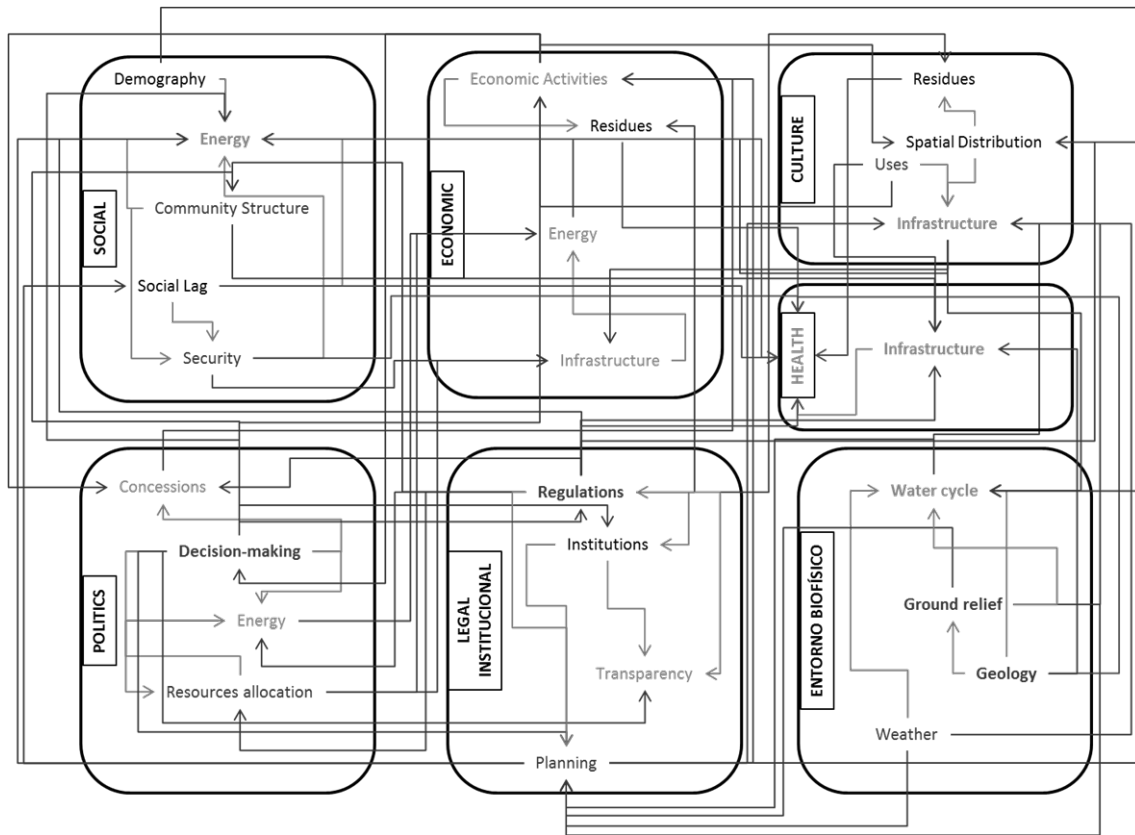 SOCIAL
Demography
Energy
Community Structure
Social Lag
Security
ECONOMIC
Economic Activities
Residues
Energy
Infrastructure
CULTURE
Residues
Spatial Distribution
Uses
Infrastructure
HEALTH
Infrastructure
POLITICS
Concessions
Decision-making
Energy
Resources allocation
LEGAL
INSTITUCIONAL
Regulations
Institutions
Transparency
Planning
ENTORNO BIOFÍSICO
Water cycle
Ground relief
Geology
Weather